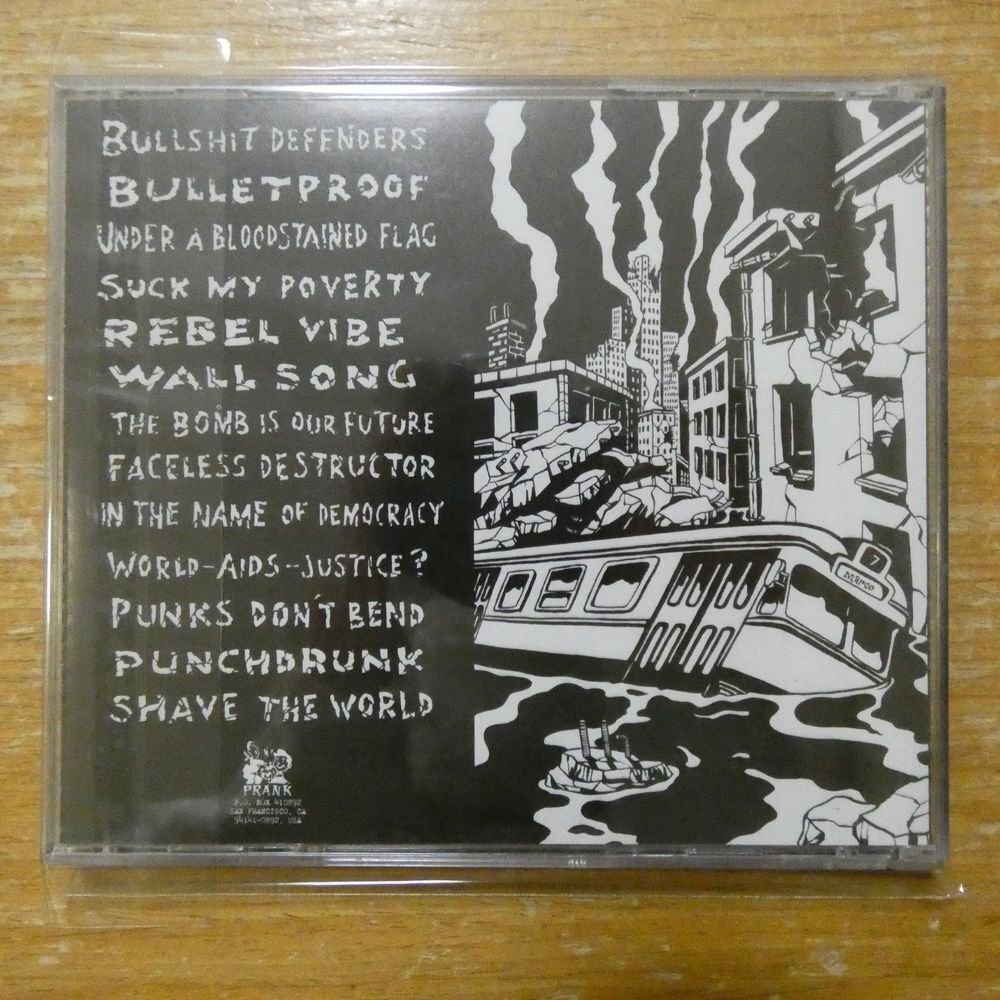 BULLSHIT DEFENDERS
BULLETPROOF
UNDER A BLOODSTAINED FLAG
SUCK MY POVERTY
REBEL VIBE
WALL SONG
THE BOMB IS OUR FUTURE
FACELESS DESTRUCTOR
IN THE NAME OF DEMOCRACY
WORLD-AIDS-JUSTICE?
PUNKS DON'T BEND
PUNCHDRUNK
SHAVE THE WORLD
PRANK
P.O. BOX 410892
SAN FRANCISCO, CA
94141-0892, USA
7